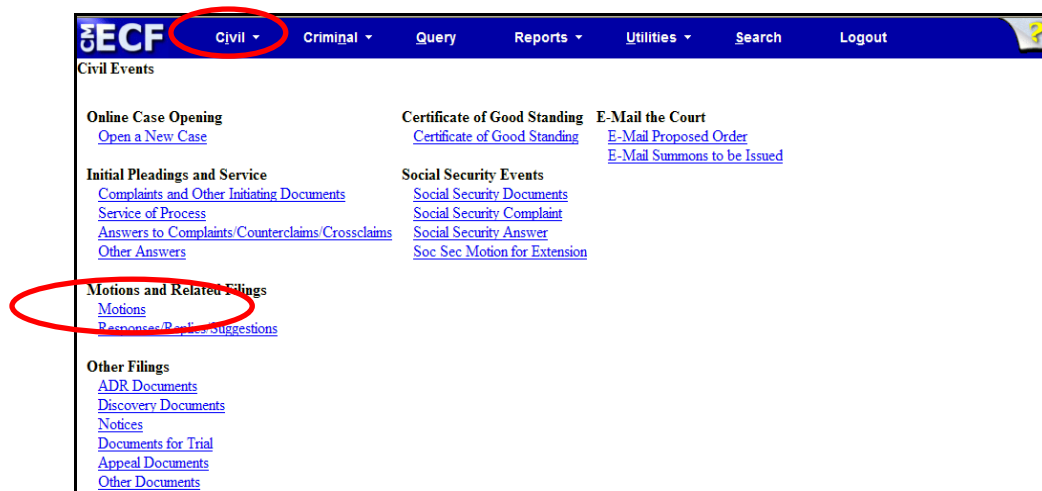 CM ECF Civil Criminal Query Reports Utilities Search Logout ?
Civil Events
Online Case Opening
Open a New Case
Certificate of Good Standing
Certificate of Good Standing
E-Mail the Court
E-Mail Proposed Order
E-Mail Summons to be Issued
Initial Pleadings and Service
Complaints and Other Initiating Documents
Service of Process
Answers to Complaints/Counterclaims/Crossclaims
Other Answers
Social Security Events
Social Security Documents
Social Security Complaint
Social Security Answer
Soc Sec Motion for Extension
Motions and Related Filings
Motions
Responses/Replies/Suggestions
Other Filings
ADR Documents
Discovery Documents
Notices
Documents for Trial
Appeal Documents
Other Documents